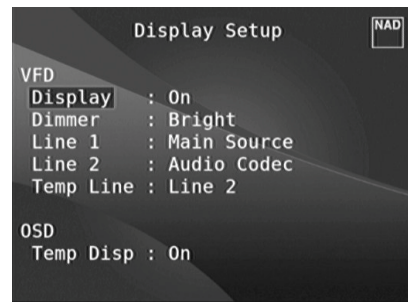 Display Setup
NAD
VFD
Display : On
Dimmer : Bright
Line 1 : Main Source
Line 2 : Audio Codec
Temp Line : Line 2
OSD
Temp Disp : On